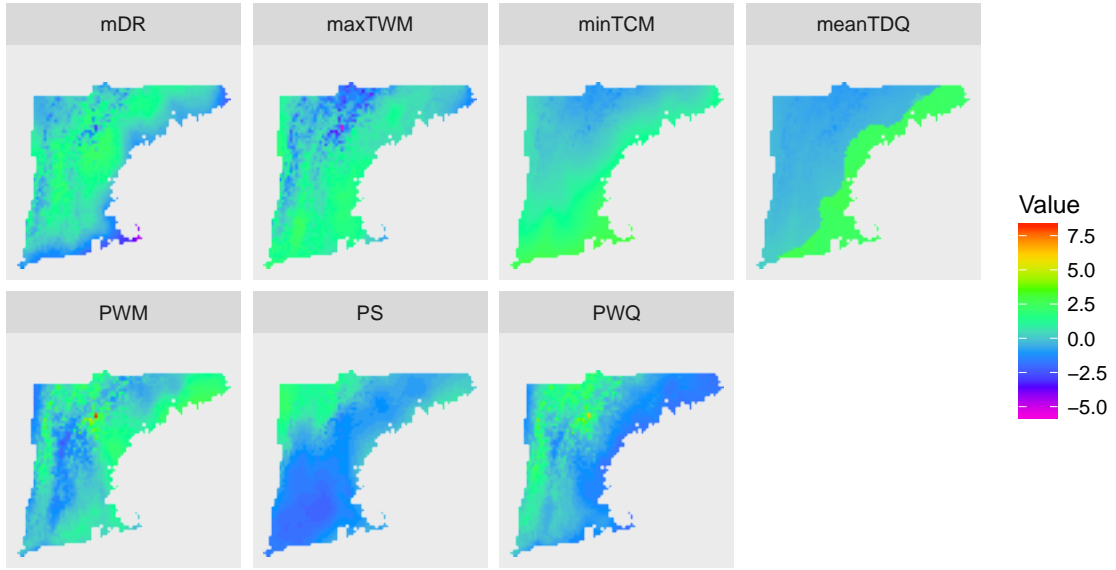 mDR
maxTWM
minTCM
meanTDQ
PWM
PS
PWQ
Value
7.5
5.0
2.5
0.0
−2.5
−5.0